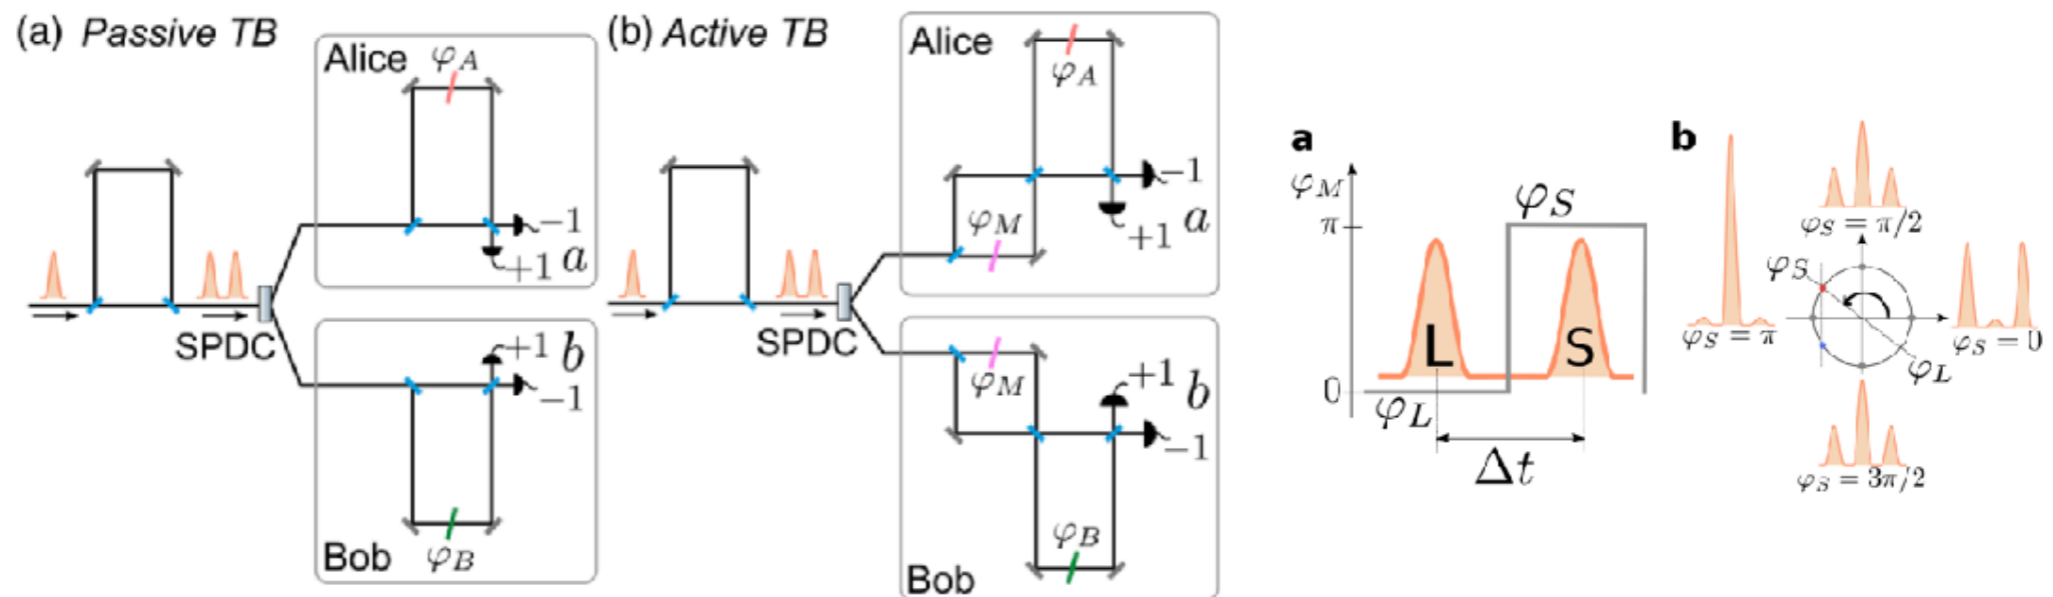 (a) Passive TB
Alice
φA
−1
+1 a
SPDC
+1 b
−1
Bob
φB
(b) Active TB
Alice
φA
φM
−1
+1 a
SPDC
φM
+1 b
−1
φB
Bob
a
φM
π
φS
L
S
0
φL
Δt
b
φS = π/2
φS
φS = π
φS = 0
φL
φS = 3π/2